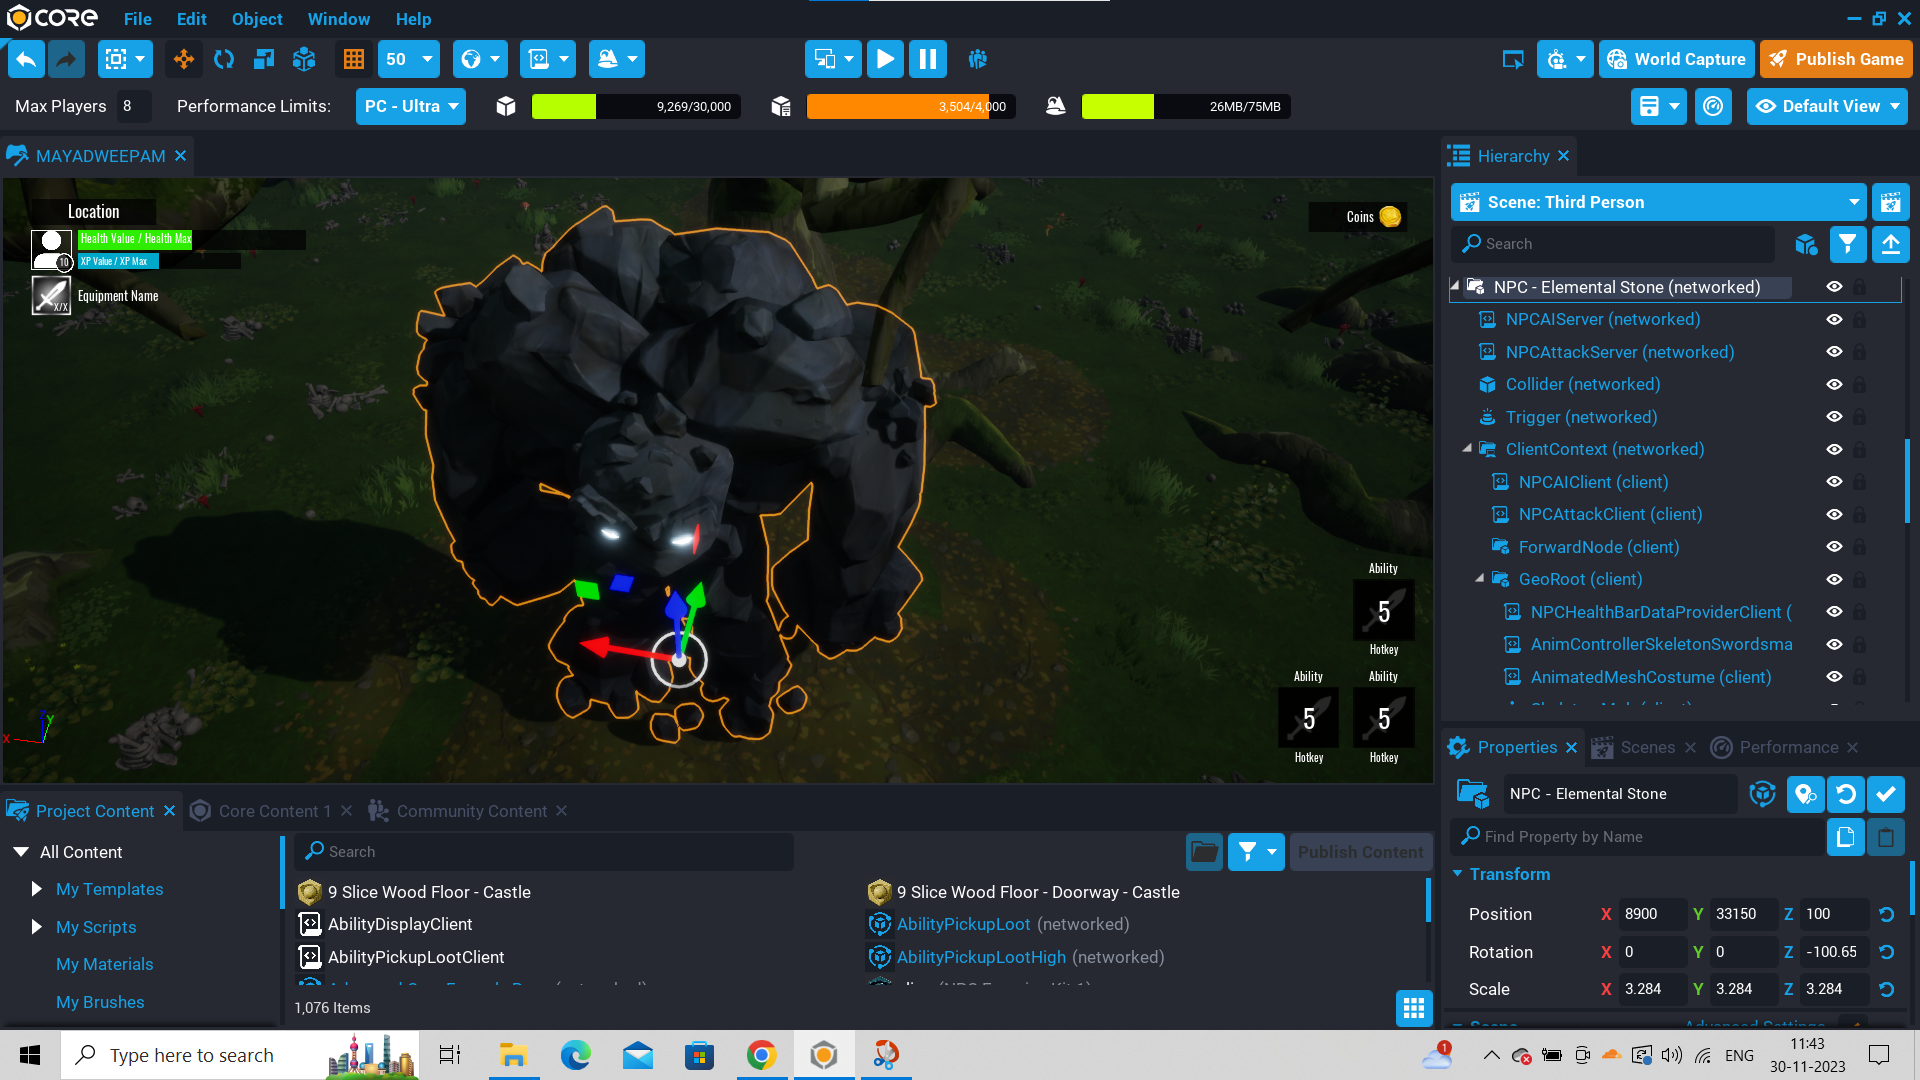 CORE File Edit Object Window Help
50 World Capture Publish Game
Max Players 8 Performance Limits: PC - Ultra 9,269/30,000 3,504/4,000 26MB/75MB Default View
MAYADWEEPAM
Location
Health Value / Health Max
10 XP Value / XP Max
X/X Equipment Name
Coins
Ability
5
Hotkey
Ability Ability
5 5
Hotkey Hotkey
X Y
Hierarchy
Scene: Third Person
Search
NPC - Elemental Stone (networked)
NPCAIServer (networked)
NPCAttackServer (networked)
Collider (networked)
Trigger (networked)
ClientContext (networked)
NPCAIClient (client)
NPCAttackClient (client)
ForwardNode (client)
GeoRoot (client)
NPCHealthBarDataProviderClient (
AnimControllerSkeletonSwordsma
AnimatedMeshCostume (client)
Properties Scenes Performance
NPC - Elemental Stone
Find Property by Name
Transform
Position X 8900 Y 33150 Z 100
Rotation X 0 Y 0 Z -100.65
Scale X 3.284 Y 3.284 Z 3.284
Project Content Core Content 1 Community Content
All Content
My Templates
My Scripts
My Materials
My Brushes
Search Publish Content
9 Slice Wood Floor - Castle 9 Slice Wood Floor - Doorway - Castle
AbilityDisplayClient AbilityPickupLoot (networked)
AbilityPickupLootClient AbilityPickupLootHigh (networked)
1,076 Items
Type here to search 1 ENG 11:43
30-11-2023